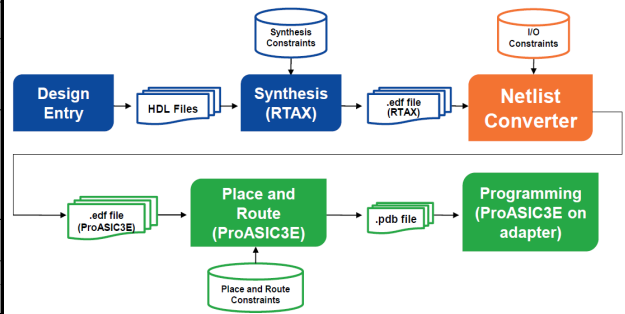 Synthesis
Constraints
I/O
Constraints
Design
Entry
HDL Files
Synthesis
(RTAX)
.edf file
(RTAX)
Netlist
Converter
.edf file
(ProASIC3E)
Place and
Route
(ProASIC3E)
.pdb file
Programming
(ProASIC3E on
adapter)
Place and Route
Constraints